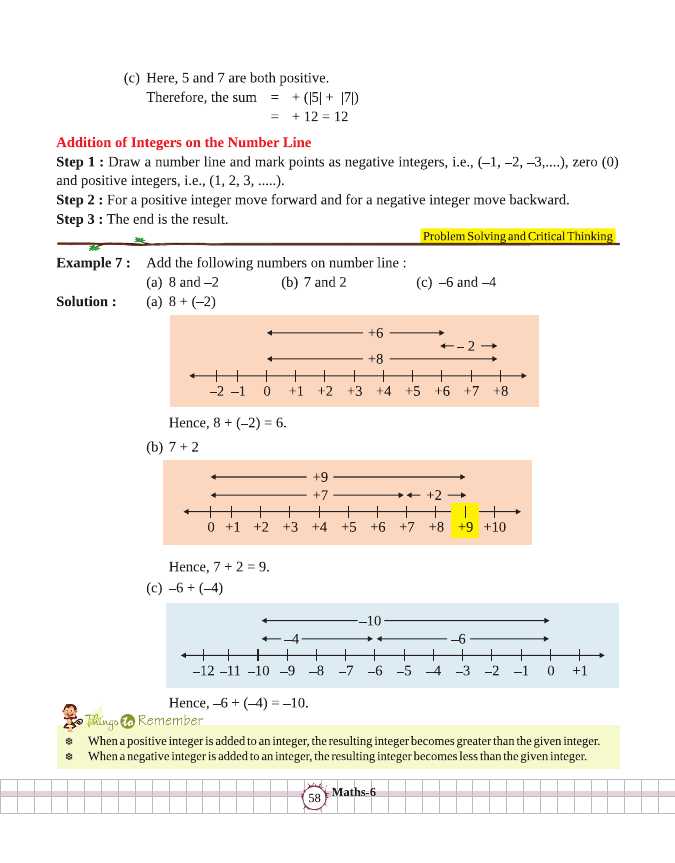 (c) Here, 5 and 7 are both positive.
Therefore, the sum = + (|5| + |7|)
= + 12 = 12
Addition of Integers on the Number Line
Step 1 : Draw a number line and mark points as negative integers, i.e., (–1, –2, –3,....), zero (0)
and positive integers, i.e., (1, 2, 3, .....).
Step 2 : For a positive integer move forward and for a negative integer move backward.
Step 3 : The end is the result.
Problem Solving and Critical Thinking
Example 7 : Add the following numbers on number line :
(a) 8 and –2 (b) 7 and 2 (c) –6 and –4
Solution : (a) 8 + (–2)
+6
– 2
+8
–2 –1 0 +1 +2 +3 +4 +5 +6 +7 +8
Hence, 8 + (–2) = 6.
(b) 7 + 2
+9
+7 +2
0 +1 +2 +3 +4 +5 +6 +7 +8 +9 +10
Hence, 7 + 2 = 9.
(c) –6 + (–4)
–10
–4 –6
–12 –11 –10 –9 –8 –7 –6 –5 –4 –3 –2 –1 0 +1
Hence, –6 + (–4) = –10.
Things to Remember
When a positive integer is added to an integer, the resulting integer becomes greater than the given integer.
When a negative integer is added to an integer, the resulting integer becomes less than the given integer.
58 Maths-6